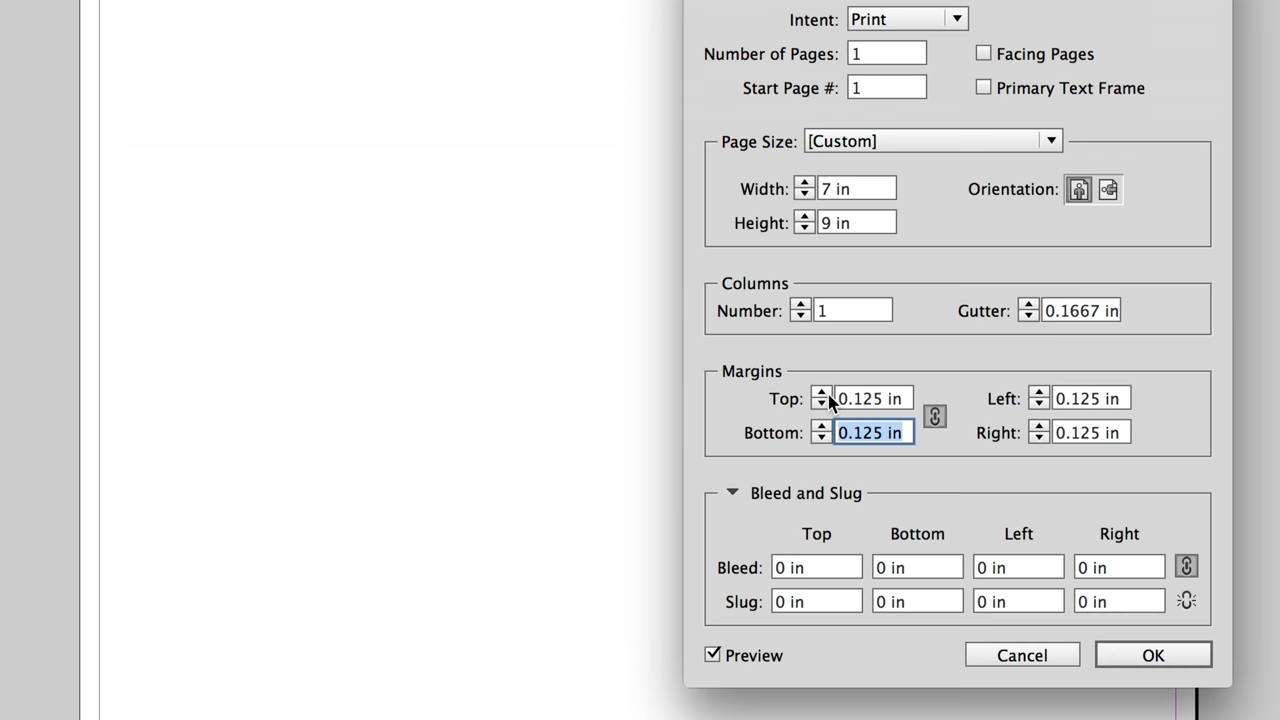 Intent: Print
Number of Pages: 1 Facing Pages
Start Page #: 1 Primary Text Frame
Page Size: [Custom]
Width: 7 in Orientation:
Height: 9 in
Columns
Number: 1 Gutter: 0.1667 in
Margins
Top: 0.125 in Left: 0.125 in
Bottom: 0.125 in Right: 0.125 in
Bleed and Slug
Top Bottom Left Right
Bleed: 0 in 0 in 0 in 0 in
Slug: 0 in 0 in 0 in 0 in
Preview Cancel OK